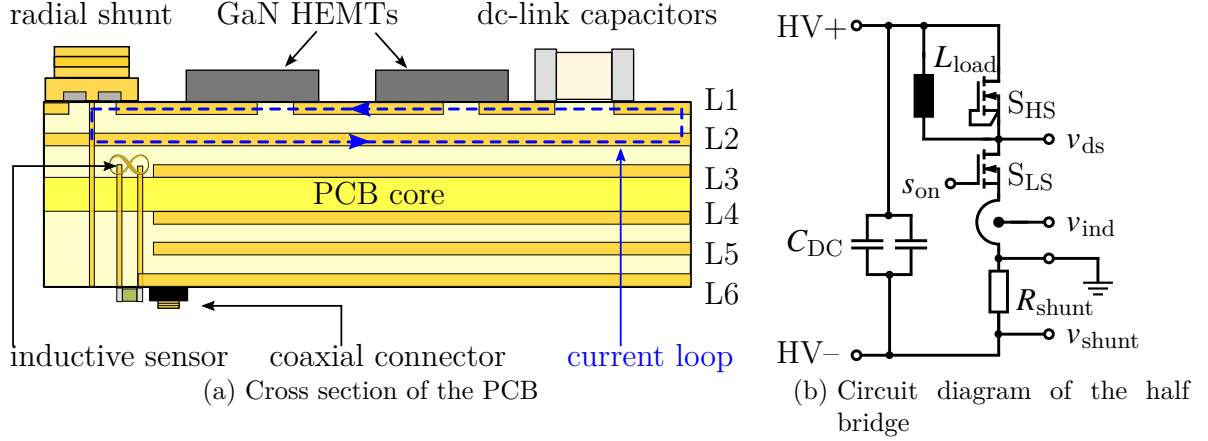 radial shunt
GaN HEMTs
dc-link capacitors
L1
L2
L3
PCB core
L4
L5
L6
inductive sensor
coaxial connector
current loop
(a) Cross section of the PCB
HV+
L_load
S_HS
v_ds
s_on
S_LS
v_ind
C_DC
R_shunt
v_shunt
HV–
(b) Circuit diagram of the half
bridge